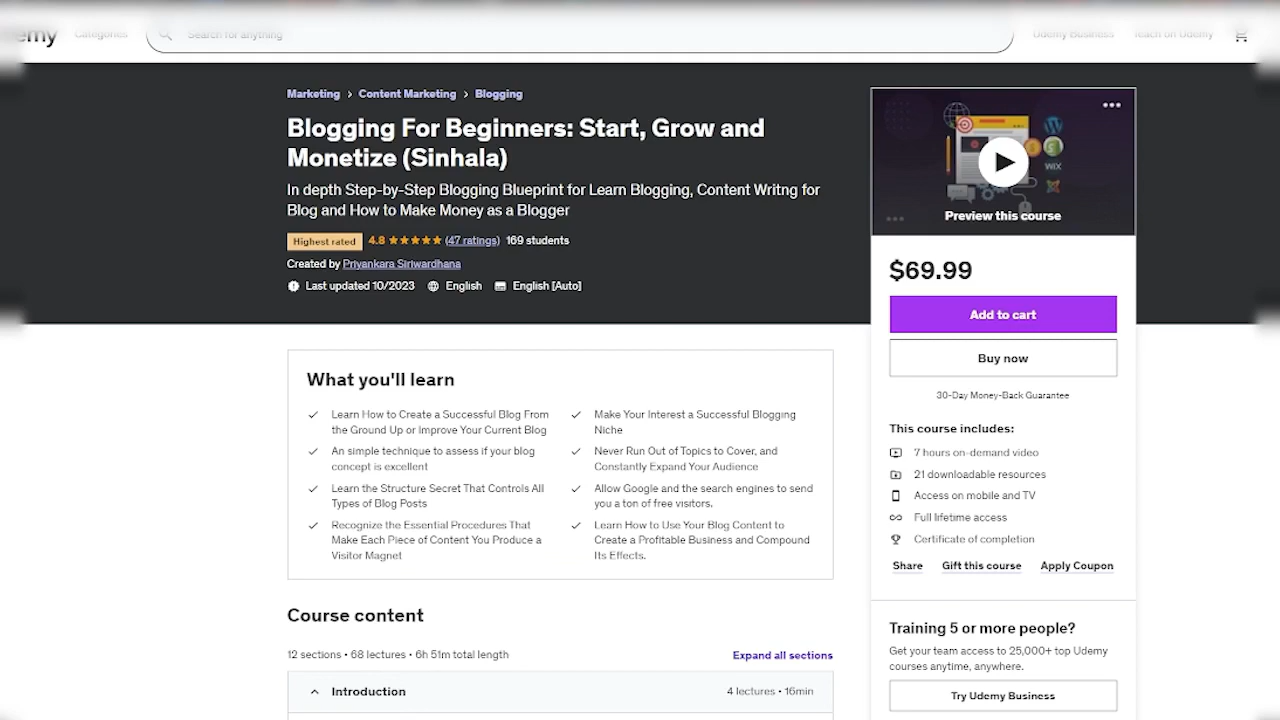 emy
Categories
Search for anything
Udemy Business
Teach on Udemy
Marketing > Content Marketing > Blogging
Blogging For Beginners: Start, Grow and
Monetize (Sinhala)
In depth Step-by-Step Blogging Blueprint for Learn Blogging, Content Writng for
Blog and How to Make Money as a Blogger
Highest rated 4.8 (47 ratings) 169 students
Created by Priyankara Siriwardhana
Last updated 10/2023 English English [Auto]
WIX
Preview this course
$69.99
Add to cart
Buy now
30-Day Money-Back Guarantee
This course includes:
7 hours on-demand video
21 downloadable resources
Access on mobile and TV
Full lifetime access
Certificate of completion
Share Gift this course Apply Coupon
Training 5 or more people?
Get your team access to 25,000+ top Udemy
courses anytime, anywhere.
Try Udemy Business
What you'll learn
Learn How to Create a Successful Blog From
the Ground Up or Improve Your Current Blog
An simple technique to assess if your blog
concept is excellent
Learn the Structure Secret That Controls All
Types of Blog Posts
Recognize the Essential Procedures That
Make Each Piece of Content You Produce a
Visitor Magnet
Make Your Interest a Successful Blogging
Niche
Never Run Out of Topics to Cover, and
Constantly Expand Your Audience
Allow Google and the search engines to send
you a ton of free visitors.
Learn How to Use Your Blog Content to
Create a Profitable Business and Compound
Its Effects.
Course content
12 sections • 68 lectures • 6h 51m total length
Expand all sections
Introduction
4 lectures • 16min